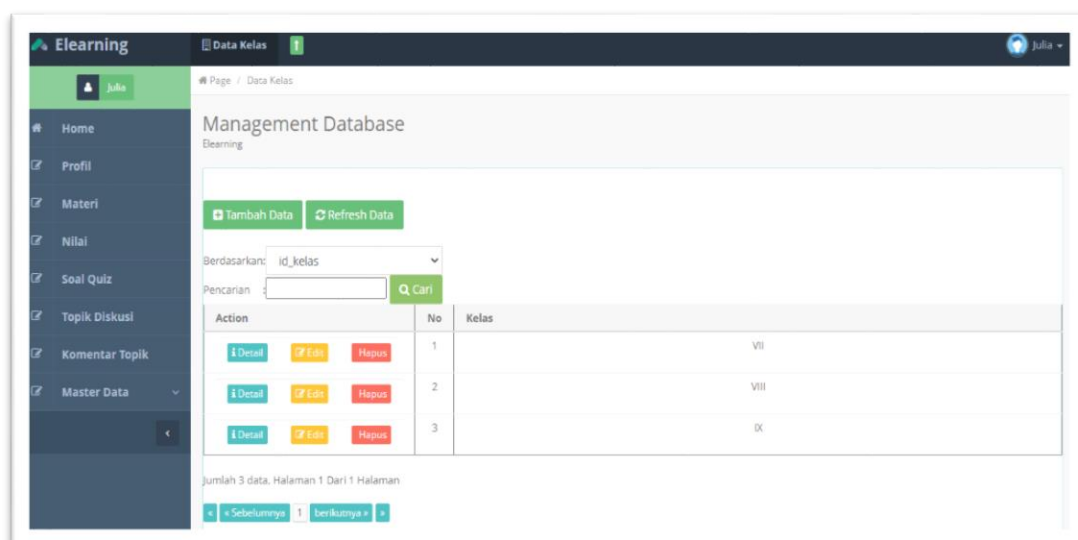 Elearning
Data Kelas
Julia
Julia
Page / Data Kelas
Home
Profil
Materi
Nilai
Soal Quiz
Topik Diskusi
Komentar Topik
Master Data
Management Database
Elearning
Tambah Data Refresh Data
Berdasarkan: id_kelas
Pencarian : Cari
Action No Kelas
Detail Edit Hapus 1 VII
Detail Edit Hapus 2 VIII
Detail Edit Hapus 3 IX
Jumlah 3 data, Halaman 1 Dari 1 Halaman
« « Sebelumnya 1 berikutnya » »